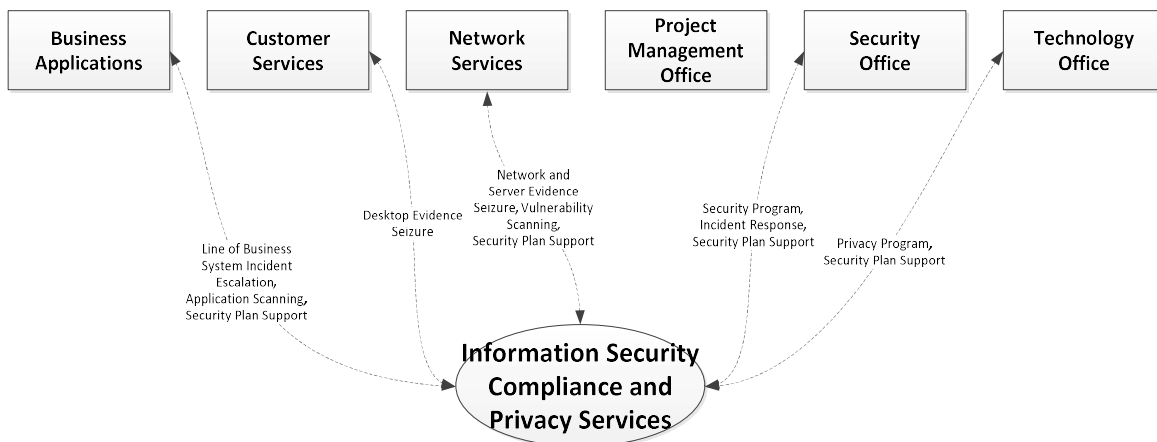 Business
Applications
Customer
Services
Network
Services
Project
Management
Office
Security
Office
Technology
Office
Line of Business
System Incident
Escalation,
Application Scanning,
Security Plan Support
Desktop Evidence
Seizure
Network and
Server Evidence
Seizure, Vulnerability
Scanning,
Security Plan Support
Security Program,
Incident Response,
Security Plan Support
Privacy Program,
Security Plan Support
Information Security
Compliance and
Privacy Services